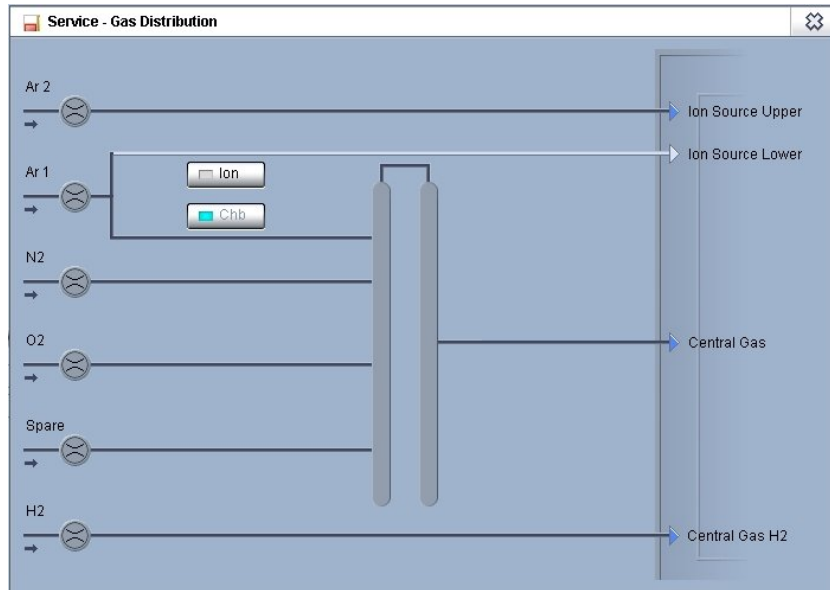 Service - Gas Distribution
Ar 2
Ion Source Upper
Ion Source Lower
Ar 1
Ion
Chb
N2
O2
Central Gas
Spare
H2
Central Gas H2